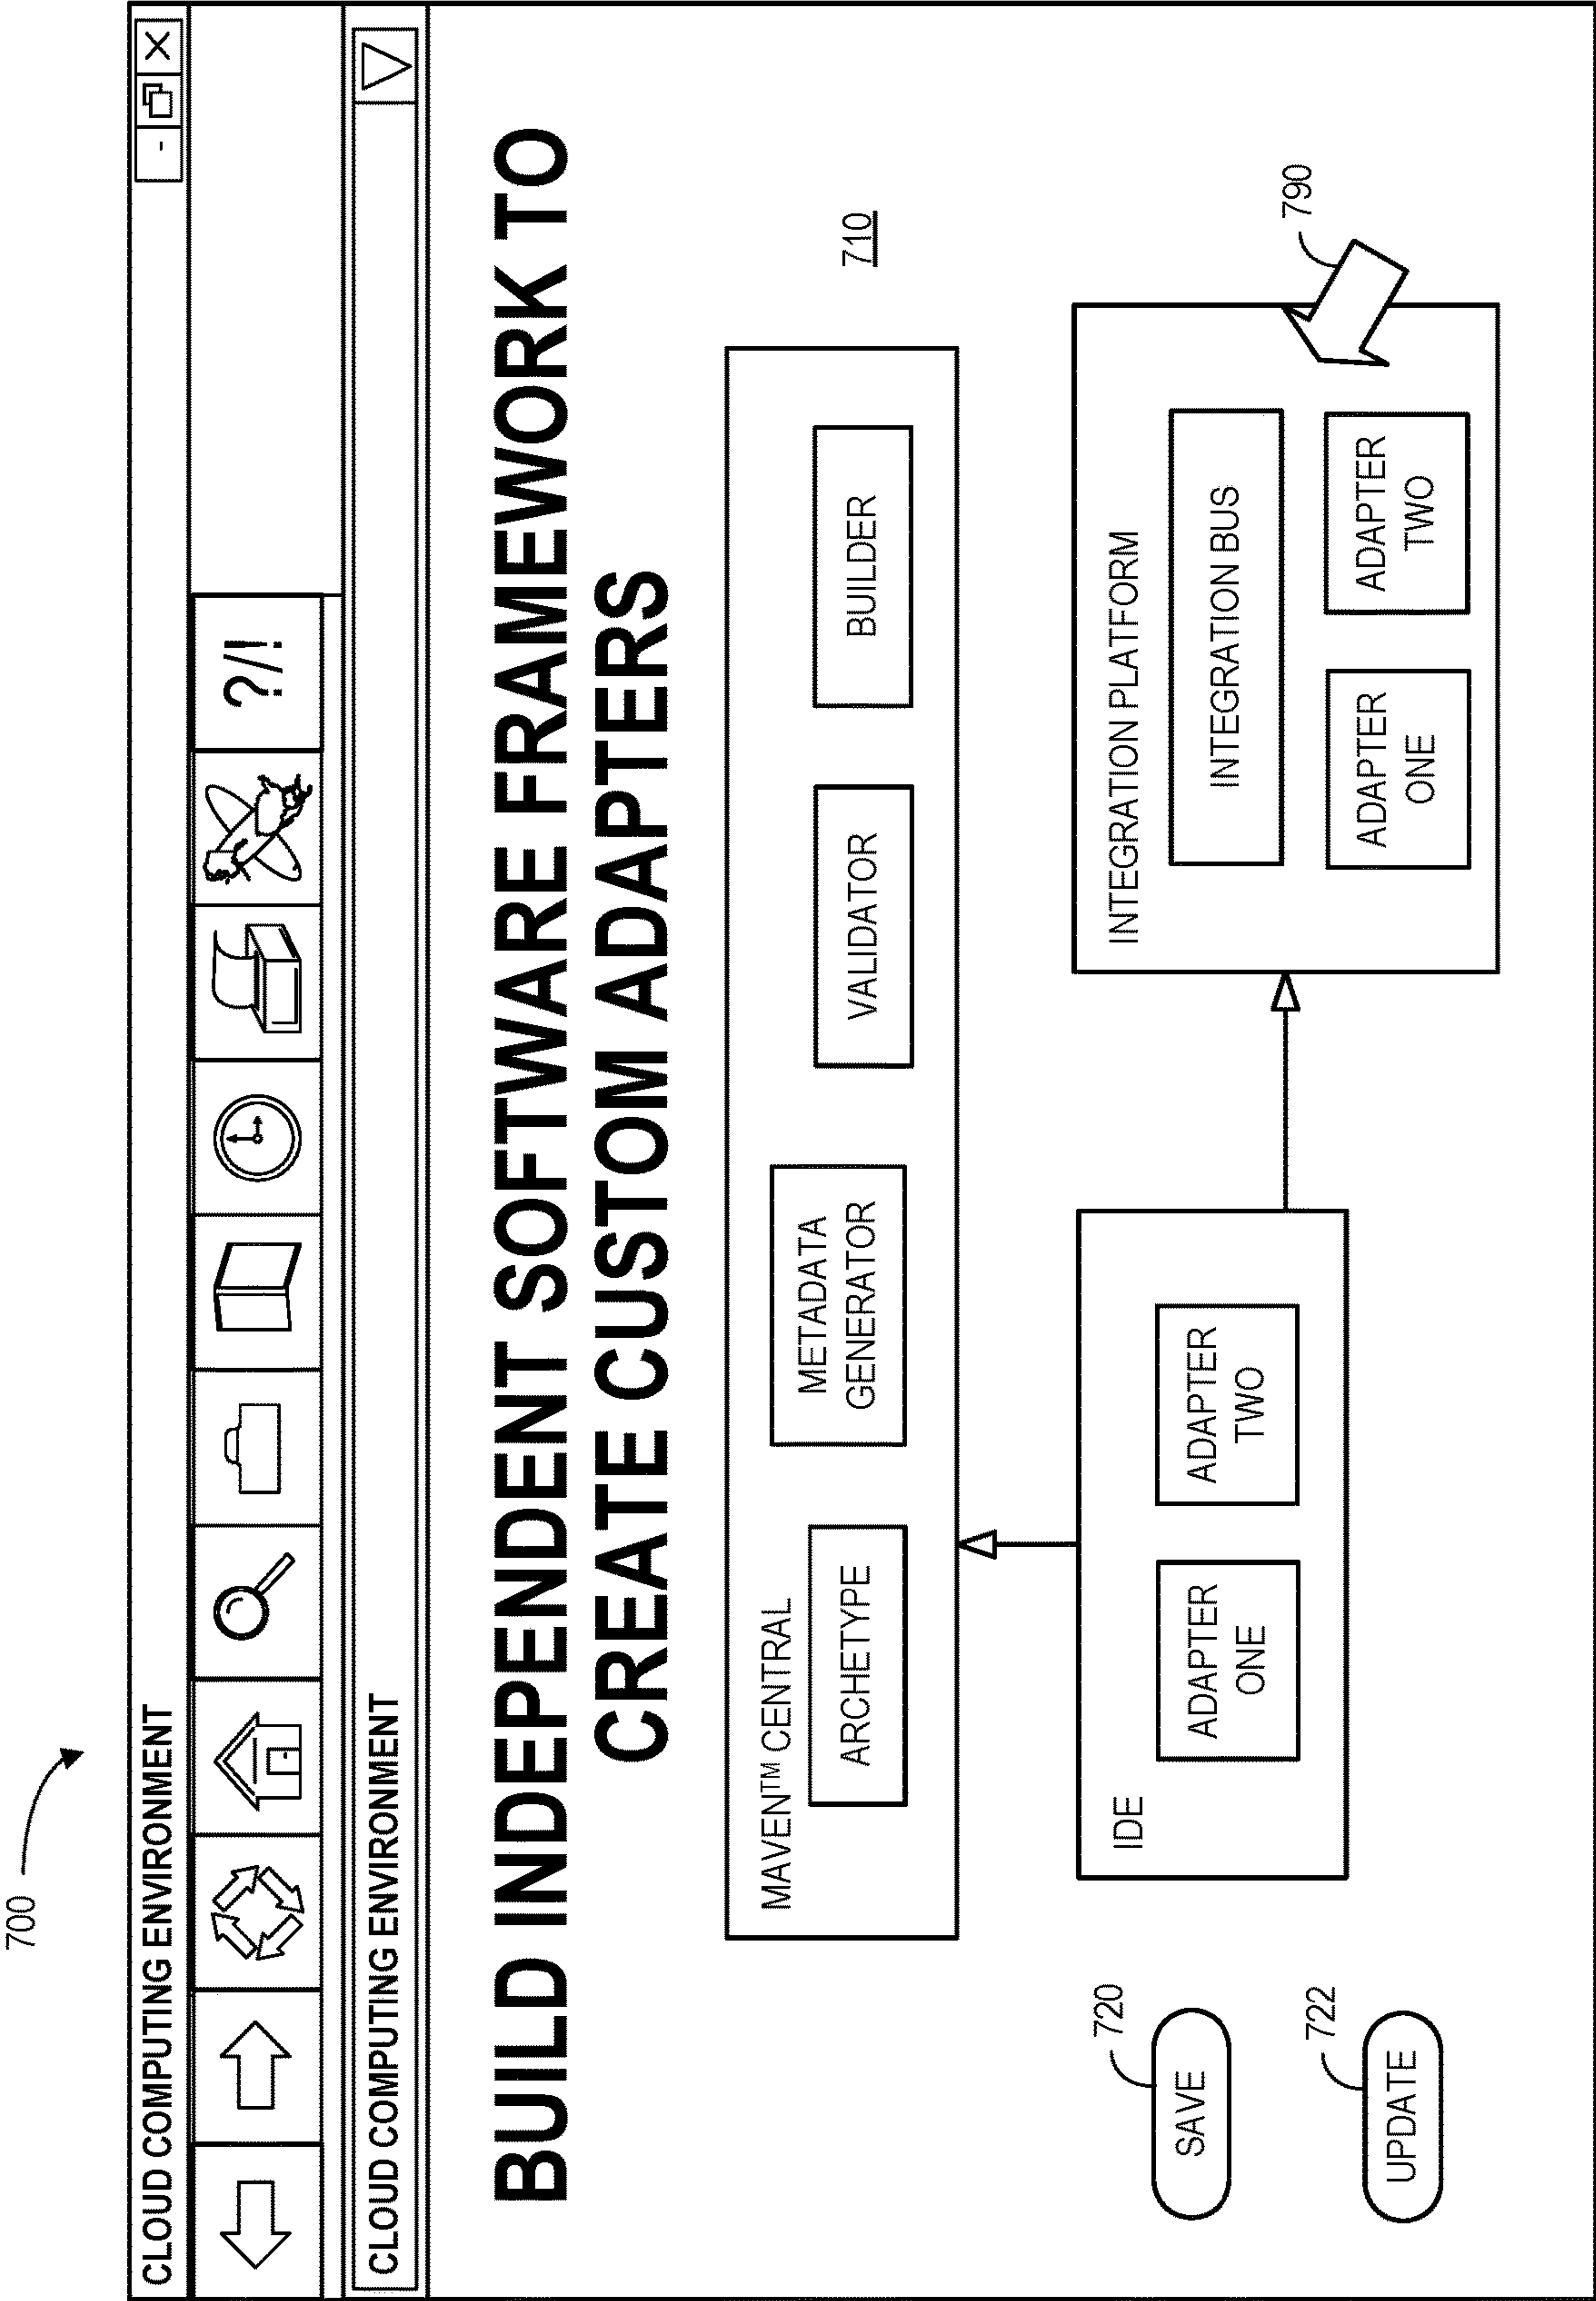 700
CLOUD COMPUTING ENVIRONMENT
- X
?/!
CLOUD COMPUTING ENVIRONMENT
BUILD INDEPENDENT SOFTWARE FRAMEWORK TO
CREATE CUSTOM ADAPTERS
710
MAVEN™ CENTRAL
ARCHETYPE
METADATA
GENERATOR
VALIDATOR
BUILDER
IDE
ADAPTER
ONE
ADAPTER
TWO
INTEGRATION PLATFORM
INTEGRATION BUS
ADAPTER
ONE
ADAPTER
TWO
790
720
SAVE
722
UPDATE